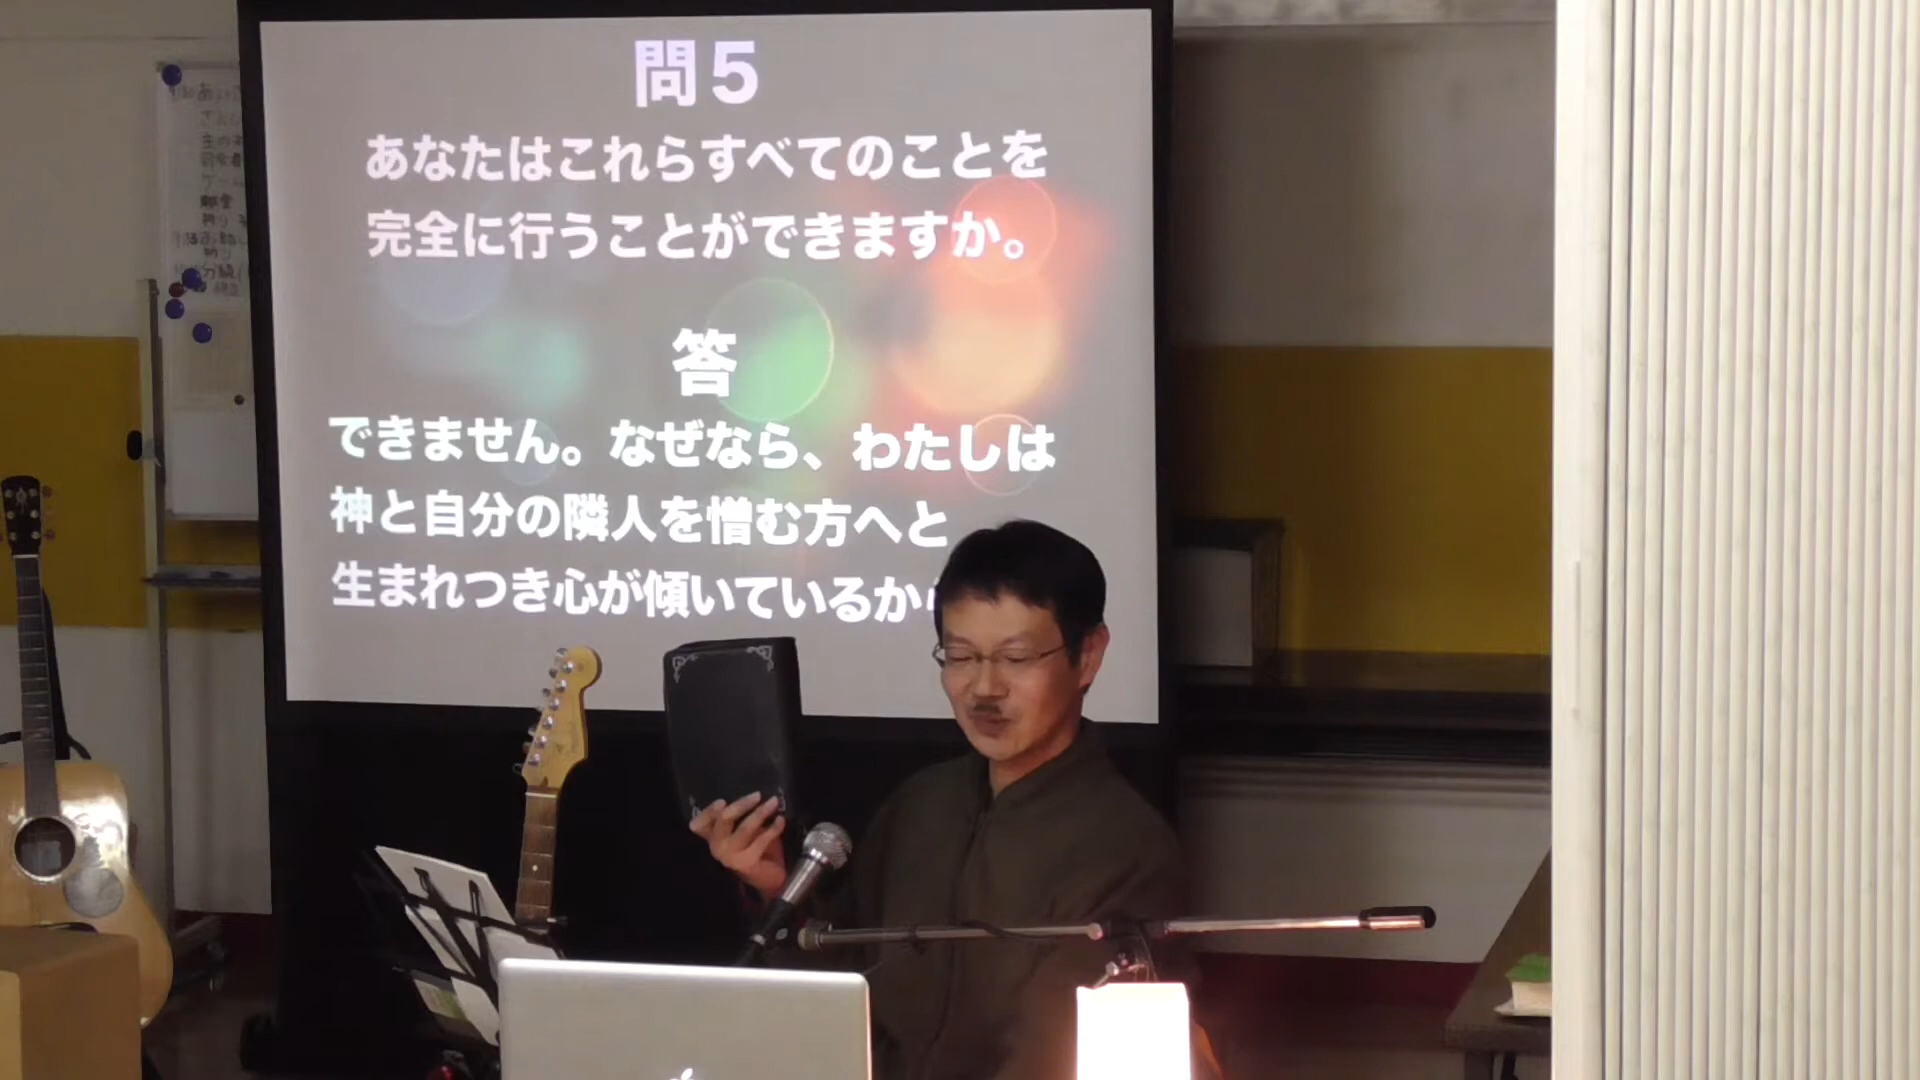 問5
あなたはこれらすべてのことを
完全に行うことができますか。
答
できません。なぜなら、わたしは
神と自分の隣人を憎む方へと
生まれつき心が傾いているか